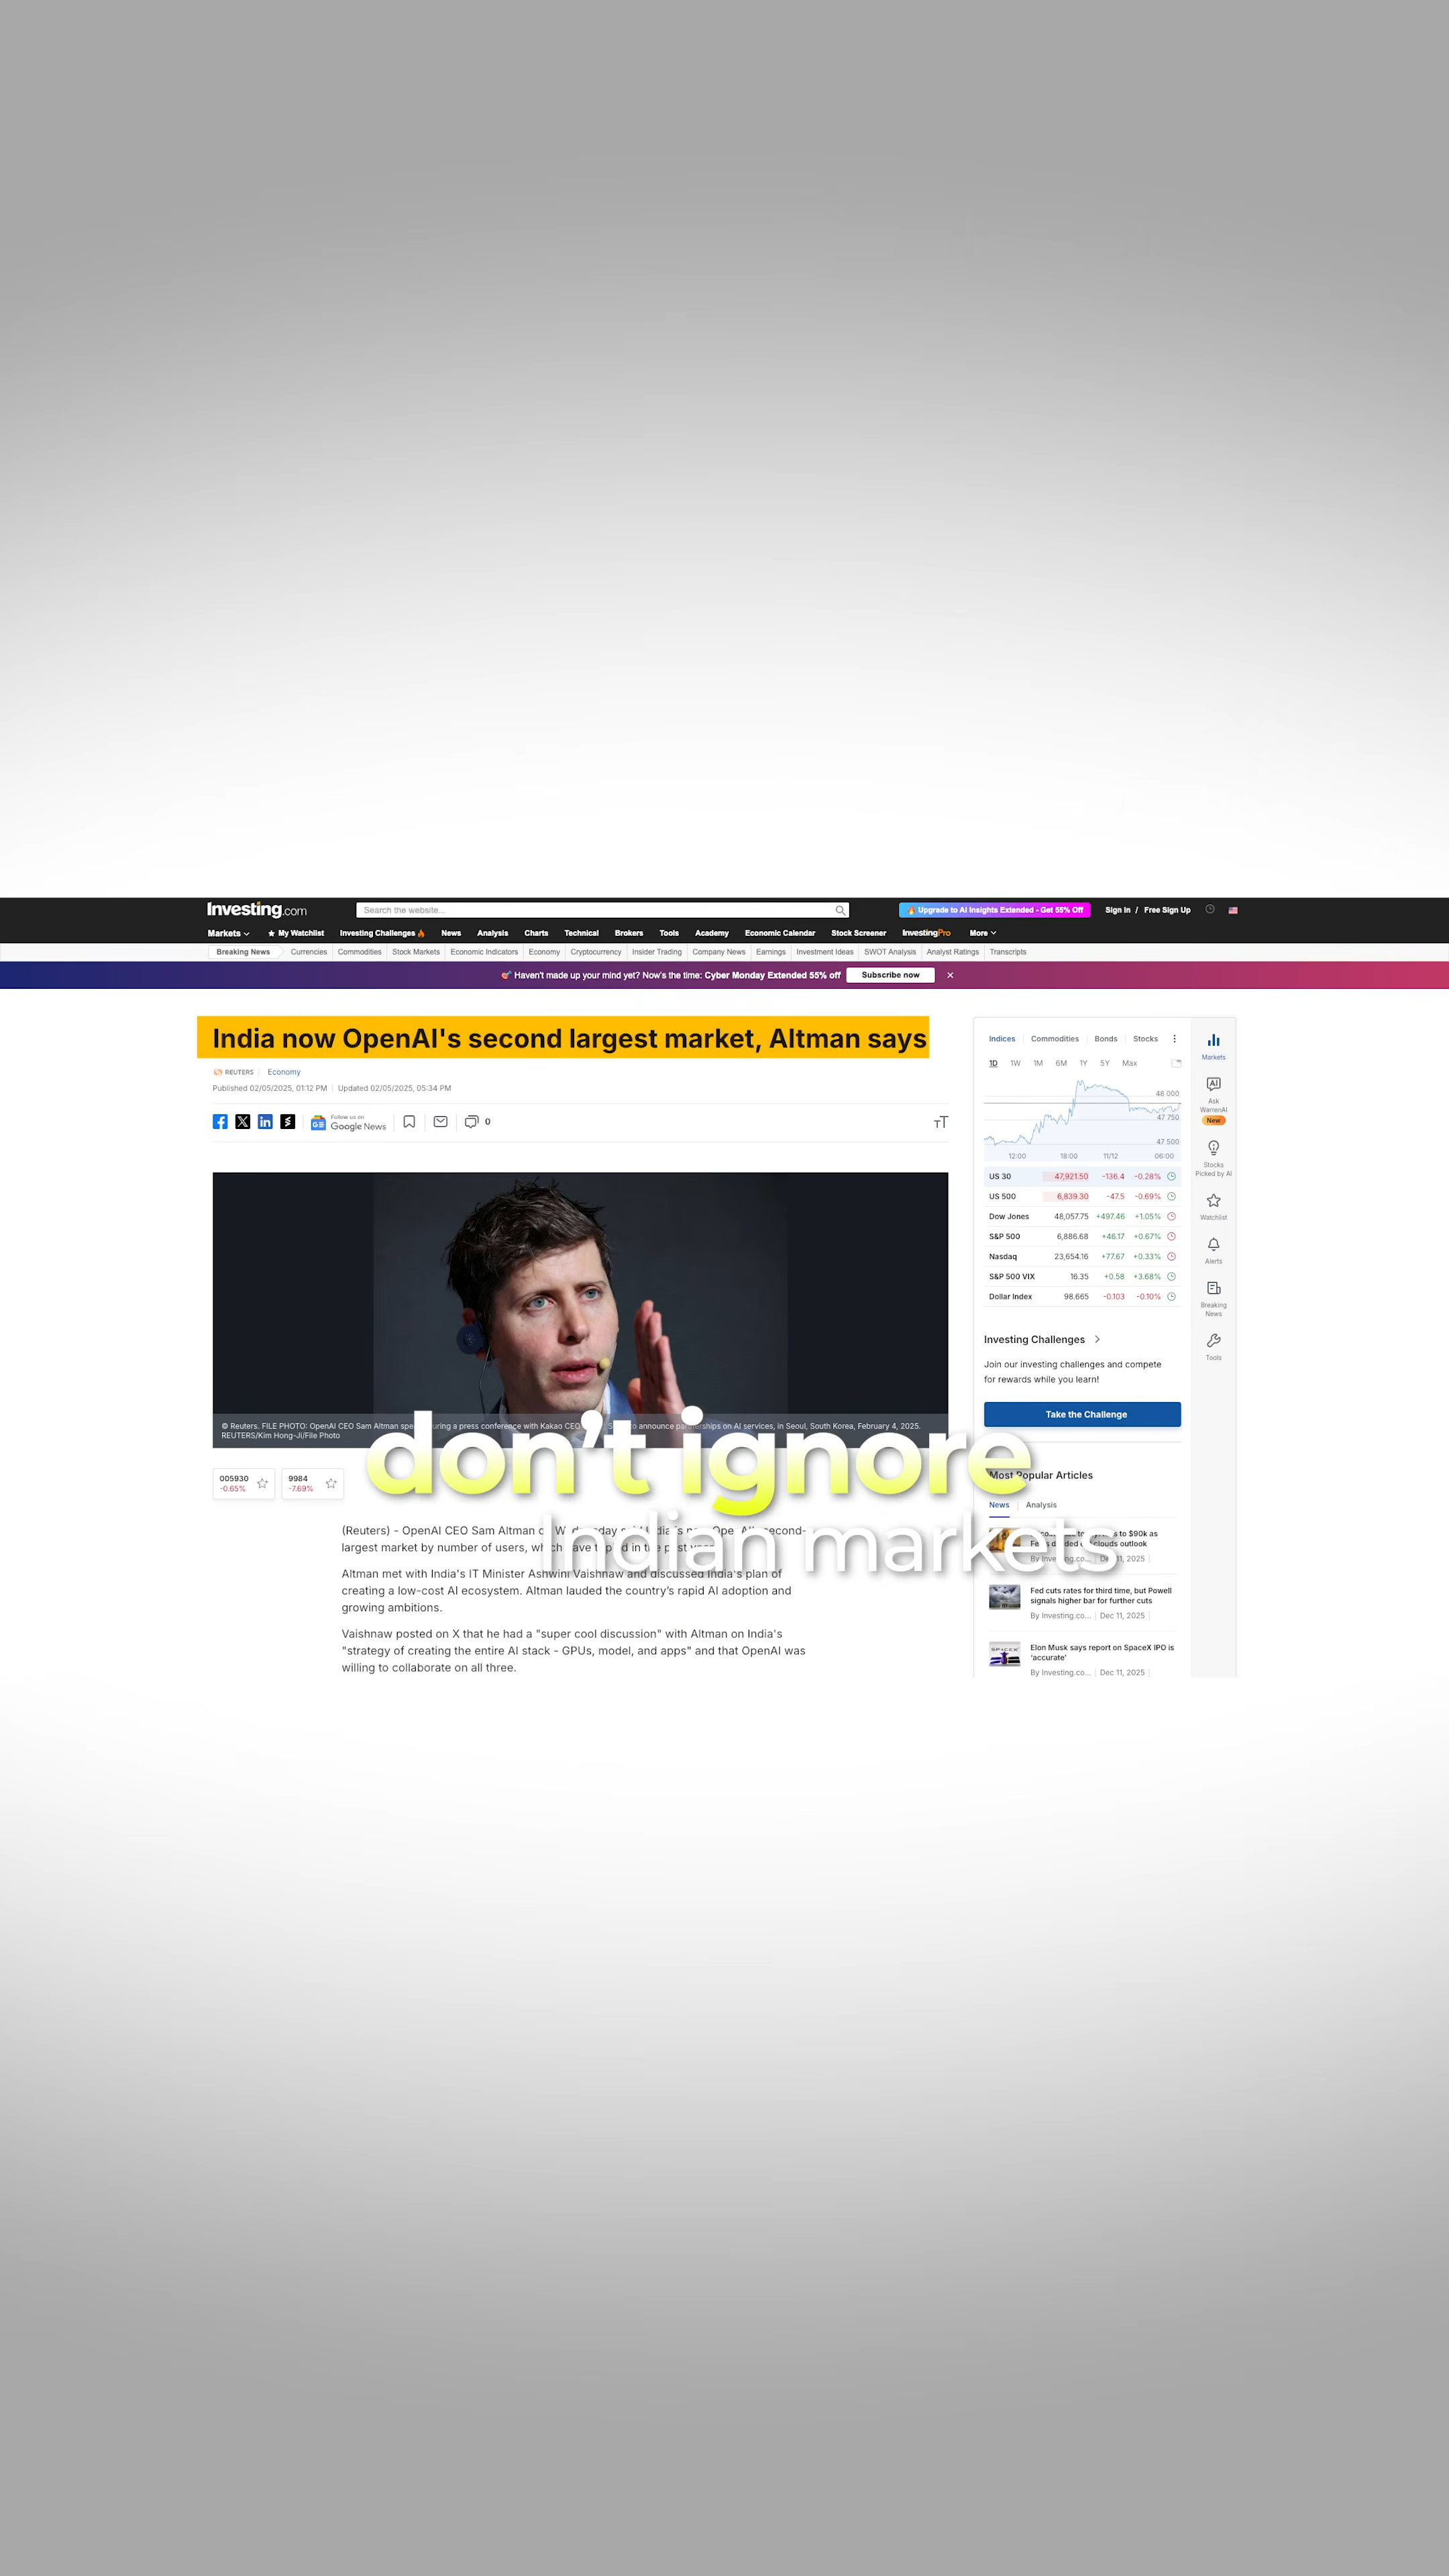 Investing.com
Search the website...
Upgrade to AI Insights Extended - Get 55% Off
Sign In / Free Sign Up
Markets
My Watchlist
Investing Challenges
News
Analysis
Charts
Technical
Brokers
Tools
Academy
Economic Calendar
Stock Screener
InvestingPro
More
Breaking News
Currencies
Commodities
Stock Markets
Economic Indicators
Economy
Cryptocurrency
Insider Trading
Company News
Earnings
Investment Ideas
SWOT Analysis
Analyst Ratings
Transcripts
Haven't made up your mind yet? Now's the time: Cyber Monday Extended 55% off
Subscribe now
India now OpenAI's second largest market, Altman says
REUTERS
Economy
Published 02/05/2025, 01:12 PM
Updated 02/05/2025, 05:34 PM
Follow us on
Google News
0
© Reuters. FILE PHOTO: OpenAI CEO Sam Altman during a press conference with Kakao CEO to announce on AI services, in Seoul, South Korea, February 4, 2025.
REUTERS/Kim Hong-Ji/File Photo
don't ignore
Indian markets
005930
-0.65%
9984
-7.69%
(Reuters) - OpenAI CEO Sam Altman second-
largest market by number of users, in the past
Altman met with India's IT Minister Ashwini Vaishnaw and discussed India's plan of
creating a low-cost AI ecosystem. Altman lauded the country's rapid AI adoption and
growing ambitions.
Vaishnaw posted on X that he had a "super cool discussion" with Altman on India's
"strategy of creating the entire AI stack - GPUs, model, and apps" and that OpenAI was
willing to collaborate on all three.
Indices
Commodities
Bonds
Stocks
1D 1W 1M 6M 1Y 5Y Max
48 000
47 750
47 500
12:00 18:00 11/12 06:00
US 30 47,921.50 -136.4 -0.28%
US 500 6,839.30 -47.5 -0.69%
Dow Jones 48,057.75 +497.46 +1.05%
S&P 500 6,886.68 +46.17 +0.67%
Nasdaq 23,654.16 +77.67 +0.33%
S&P 500 VIX 16.35 +0.58 +3.68%
Dollar Index 98.665 -0.103 -0.10%
Investing Challenges
Join our investing challenges and compete
for rewards while you learn!
Take the Challenge
Most Popular Articles
News
Analysis
to $90k as
clouds outlook
By Investing.co... Dec 11, 2025
Fed cuts rates for third time, but Powell
signals higher bar for further cuts
By Investing.co... Dec 11, 2025
SPACEX
Elon Musk says report on SpaceX IPO is
'accurate'
By Investing.co... Dec 11, 2025
Markets
AI
Ask
WarrenAI
New
Stocks
Picked by AI
Watchlist
Alerts
Breaking
News
Tools